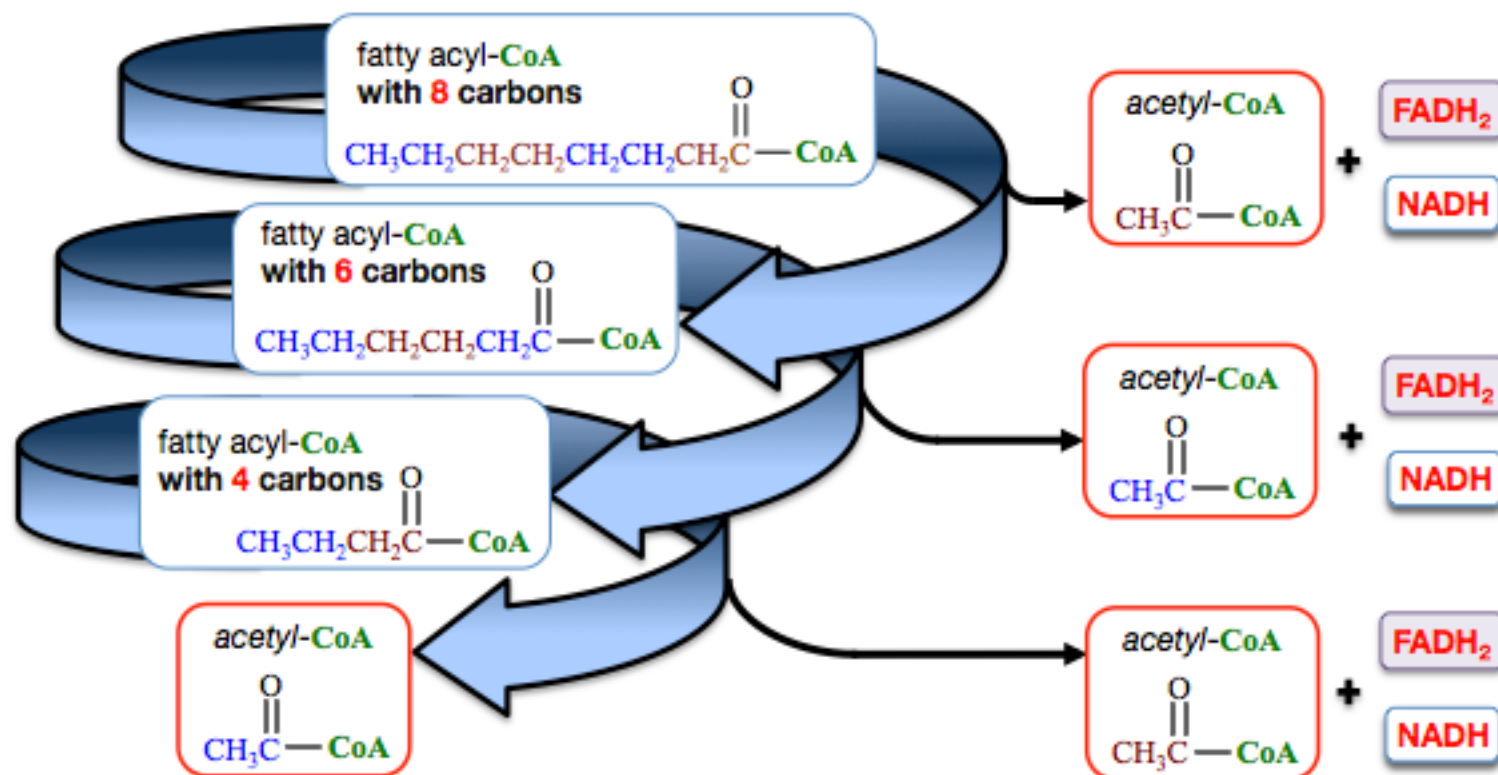 fatty acyl-CoA
with 8 carbons
O
CH₃CH₂CH₂CH₂CH₂CH₂CH₂C—CoA
acetyl-CoA
O
CH₃C—CoA
+
FADH₂
NADH
fatty acyl-CoA
with 6 carbons
O
CH₃CH₂CH₂CH₂CH₂C—CoA
acetyl-CoA
O
CH₃C—CoA
+
FADH₂
NADH
fatty acyl-CoA
with 4 carbons
O
CH₃CH₂CH₂C—CoA
acetyl-CoA
O
CH₃C—CoA
acetyl-CoA
O
CH₃C—CoA
+
FADH₂
NADH